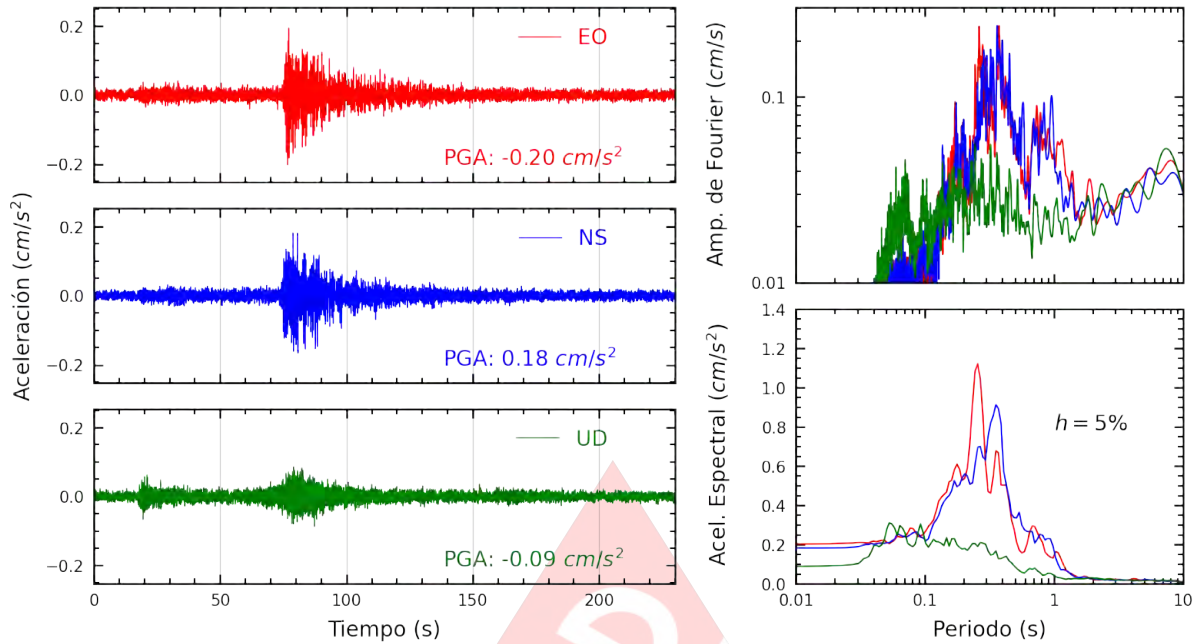 Aceleración (cm/s²)
0.2
0.0
−0.2
EO
PGA: -0.20 cm/s²
0.2
0.0
−0.2
NS
PGA: 0.18 cm/s²
0.2
0.0
−0.2
UD
PGA: -0.09 cm/s²
0 50 100 150 200
Tiempo (s)
Amp. de Fourier (cm/s)
0.1
0.01
Acel. Espectral (cm/s²)
1.4
1.2
1.0
0.8
0.6
0.4
0.2
0.0
h = 5%
0.01 0.1 1 10
Periodo (s)